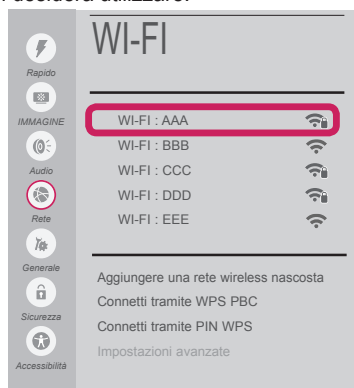 desidera utilizzare.
WI-FI
Rapido
IMMAGINE
Audio
Rete
Generale
Sicurezza
Accessibilità
WI-FI : AAA
WI-FI : BBB
WI-FI : CCC
WI-FI : DDD
WI-FI : EEE
Aggiungere una rete wireless nascosta
Connetti tramite WPS PBC
Connetti tramite PIN WPS
Impostazioni avanzate